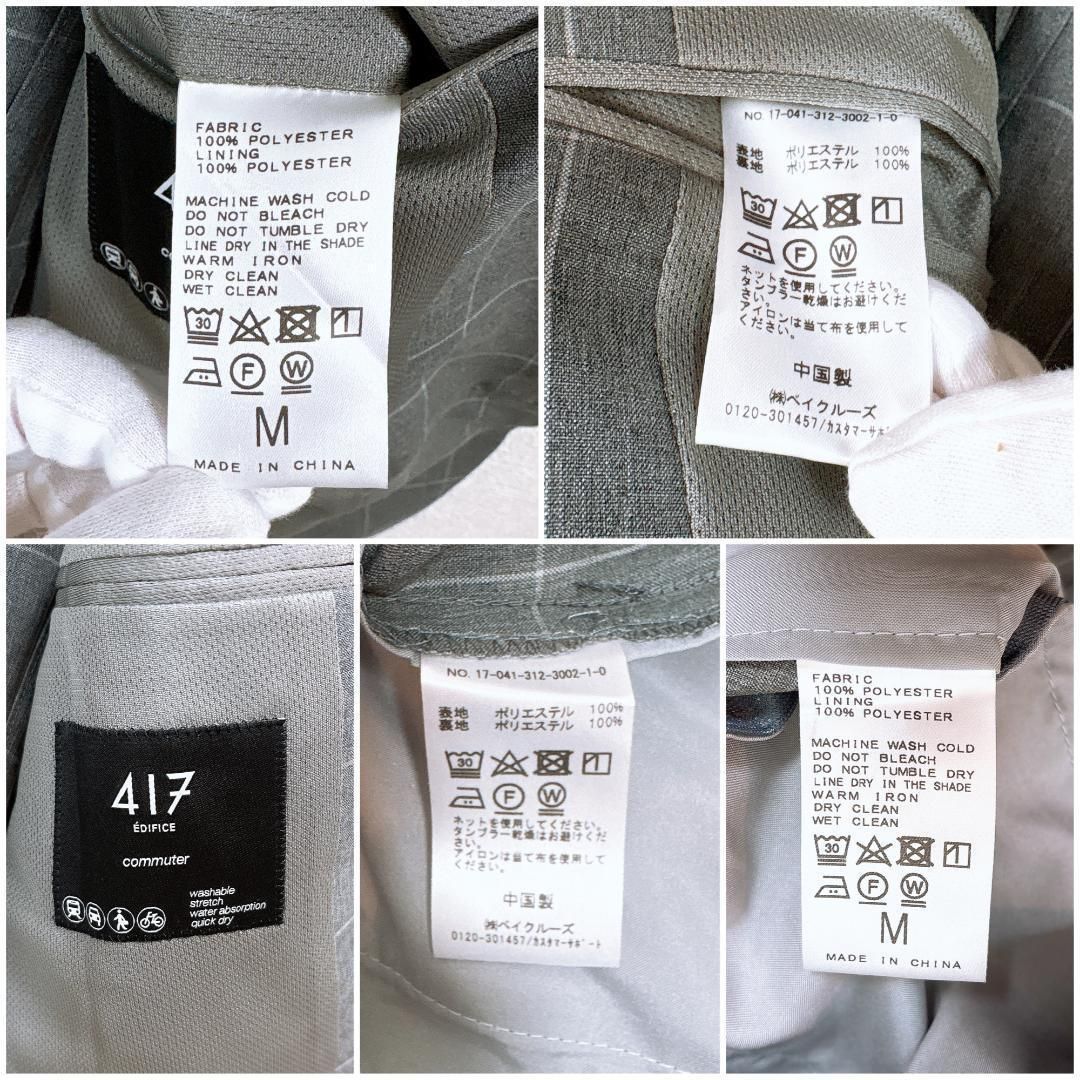 FABRIC
100% POLYESTER
LINING
100% POLYESTER
MACHINE WASH COLD
DO NOT BLEACH
DO NOT TUMBLE DRY
LINE DRY IN THE SHADE
WARM IRON
DRY CLEAN
WET CLEAN
30
F W
M
MADE IN CHINA
NO. 17-041-312-3002-1-0
表地 ポリエステル 100%
裏地 ポリエステル 100%
30
F W
ネットを使用してください。
タンブラー乾燥はお避けくだ
さい。
アイロンは当て布を使用して
ください。
中国製
㈱ベイクルーズ
0120-301457/カスタマーサポ
417
ÉDIFICE
commuter
washable
stretch
water absorption
quick dry
NO. 17-041-312-3002-1-0
表地 ポリエステル 100%
裏地 ポリエステル 100%
30
F W
ネットを使用してください。
タンブラー乾燥はお避けくだ
さい。
アイロンは当て布を使用して
ください。
中国製
㈱ベイクルーズ
0120-301457/カスタマーサポート
FABRIC
100% POLYESTER
LINING
100% POLYESTER
MACHINE WASH COLD
DO NOT BLEACH
DO NOT TUMBLE DRY
LINE DRY IN THE SHADE
WARM IRON
DRY CLEAN
WET CLEAN
30
F W
M
MADE IN CHINA